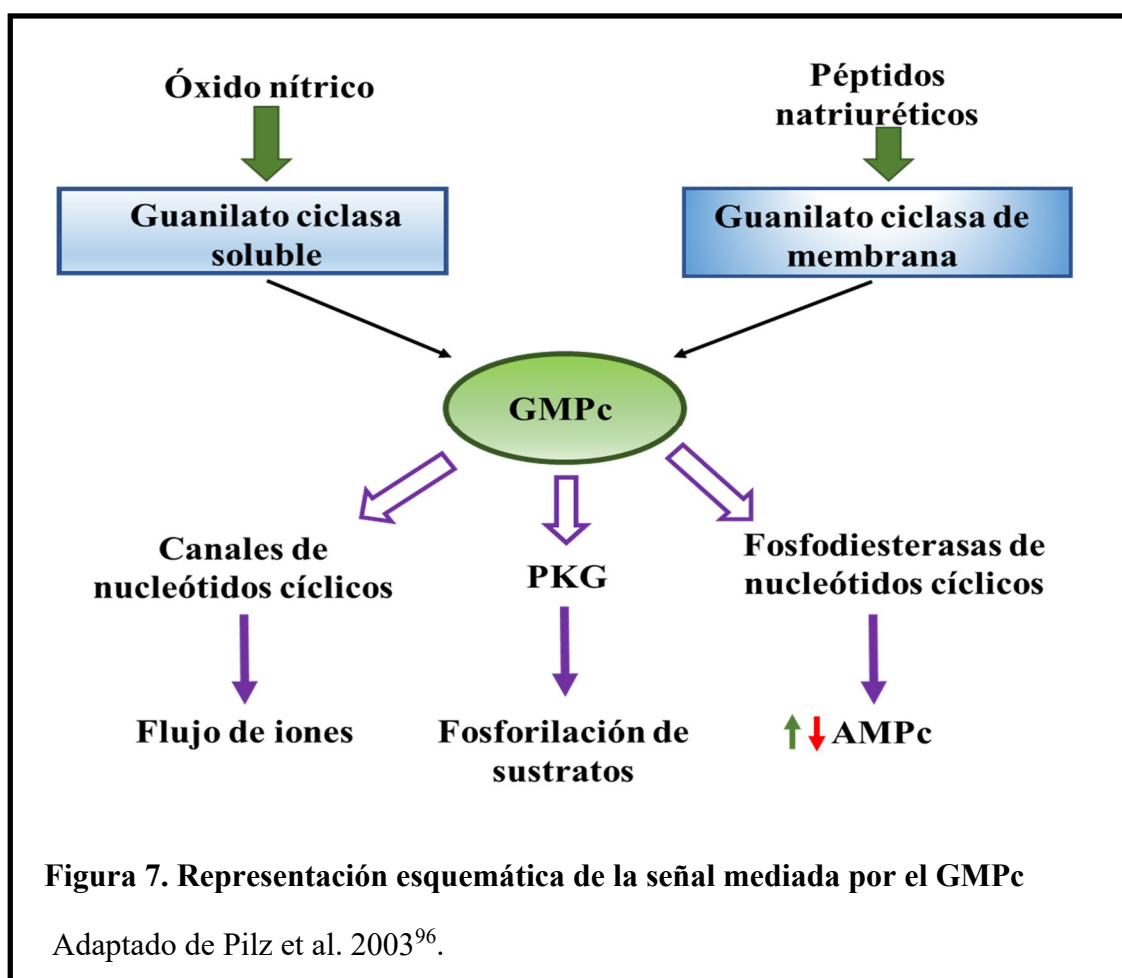 Óxido nítrico
Péptidos
natriuréticos
Guanilato ciclasa
soluble
Guanilato ciclasa de
membrana
GMPc
Canales de
nucleótidos cíclicos
PKG
Fosfodiesterasas de
nucleótidos cíclicos
Flujo de iones
Fosforilación de
sustratos
AMPc
Figura 7. Representación esquemática de la señal mediada por el GMPc
Adaptado de Pilz et al. 2003⁹⁶.